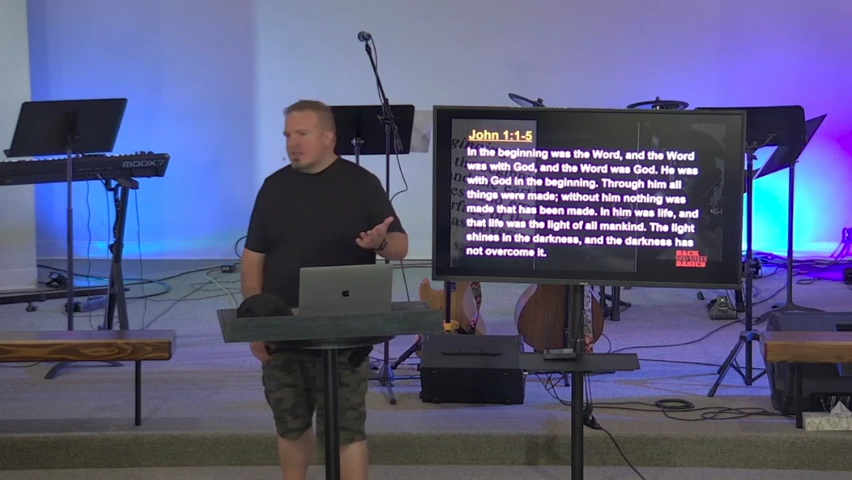 MODX7
John 1:1-5
In the beginning was the Word, and the Word
was with God, and the Word was God. He was
with God in the beginning. Through him all
things were made; without him nothing was
made that has been made. In him was life, and
that life was the light of all mankind. The light
shines in the darkness, and the darkness has
not overcome it.
BACK
BASICS